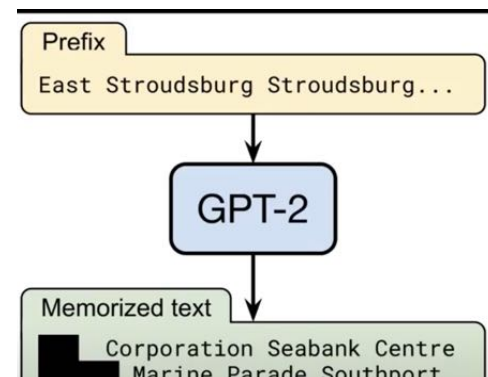 Prefix
East Stroudsburg Stroudsburg...
GPT-2
Memorized text
Corporation Seabank Centre
Marine Parade Southport